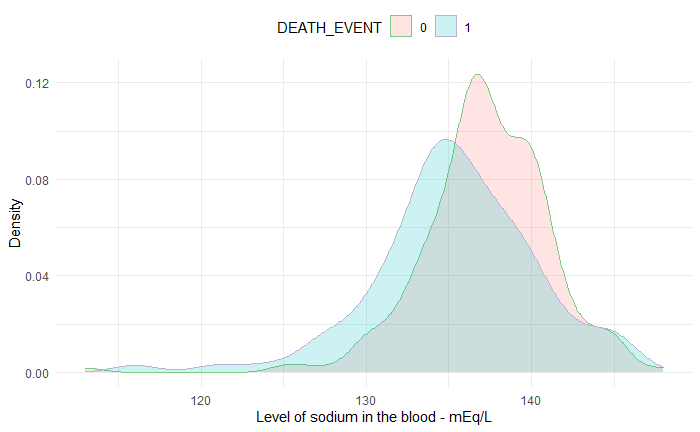 DEATH_EVENT 0 1
0.12
0.08
0.04
0.00
Density
120 130 140
Level of sodium in the blood - mEq/L